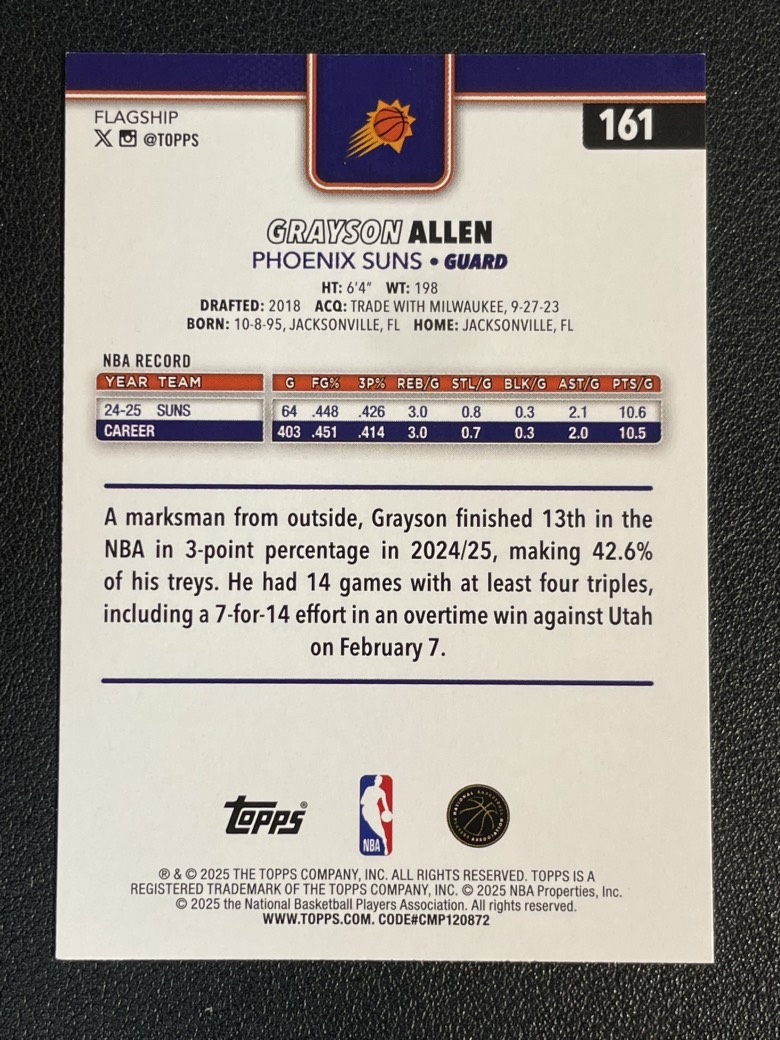 FLAGSHIP
@TOPPS
161
GRAYSON ALLEN
PHOENIX SUNS • GUARD
HT: 6'4" WT: 198
DRAFTED: 2018 ACQ: TRADE WITH MILWAUKEE, 9-27-23
BORN: 10-8-95, JACKSONVILLE, FL HOME: JACKSONVILLE, FL
NBA RECORD
YEAR TEAM G FG% 3P% REB/G STL/G BLK/G AST/G PTS/G
24-25 SUNS 64 .448 .426 3.0 0.8 0.3 2.1 10.6
CAREER 403 .451 .414 3.0 0.7 0.3 2.0 10.5
A marksman from outside, Grayson finished 13th in the
NBA in 3-point percentage in 2024/25, making 42.6%
of his treys. He had 14 games with at least four triples,
including a 7-for-14 effort in an overtime win against Utah
on February 7.
topps®
NBA
NATIONAL BASKETBALL PLAYERS ASSOCIATION
® & © 2025 THE TOPPS COMPANY, INC. ALL RIGHTS RESERVED. TOPPS IS A
REGISTERED TRADEMARK OF THE TOPPS COMPANY, INC. © 2025 NBA Properties, Inc.
© 2025 the National Basketball Players Association. All rights reserved.
WWW.TOPPS.COM. CODE#CMP120872